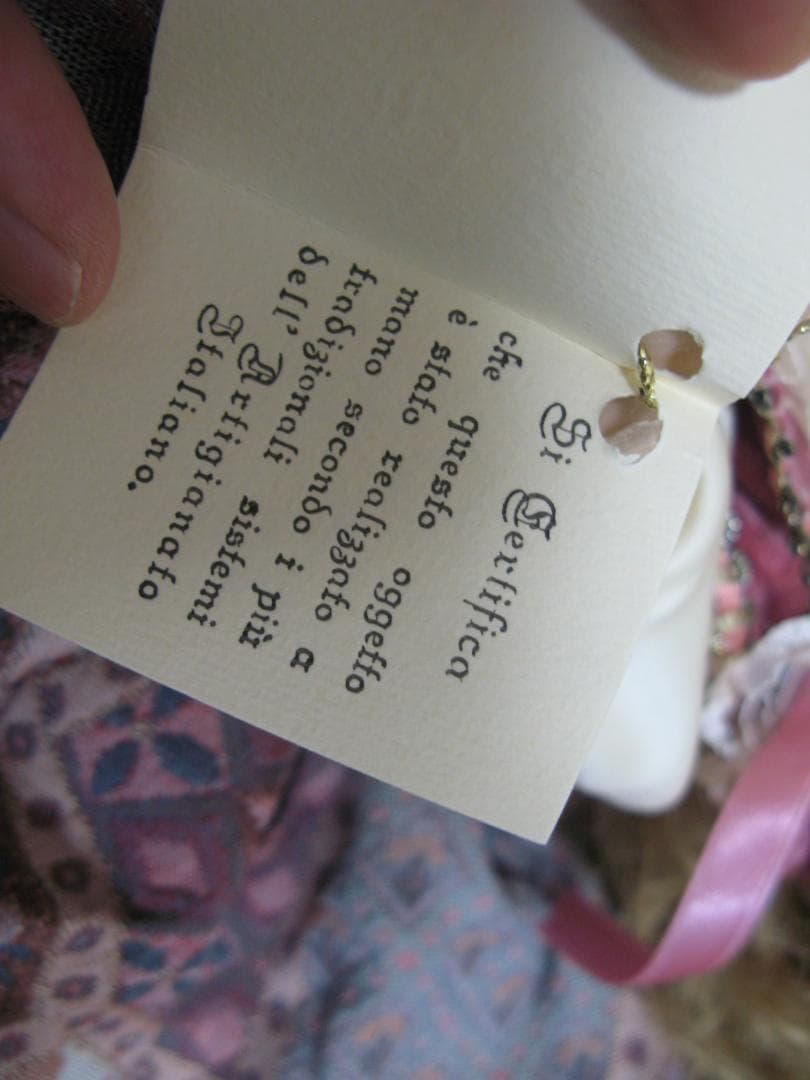 Si Certifica
che questo oggetto
è stato realizzato a
mano secondo i più
tradizionali sistemi
dell' Artigianato
Italiano.